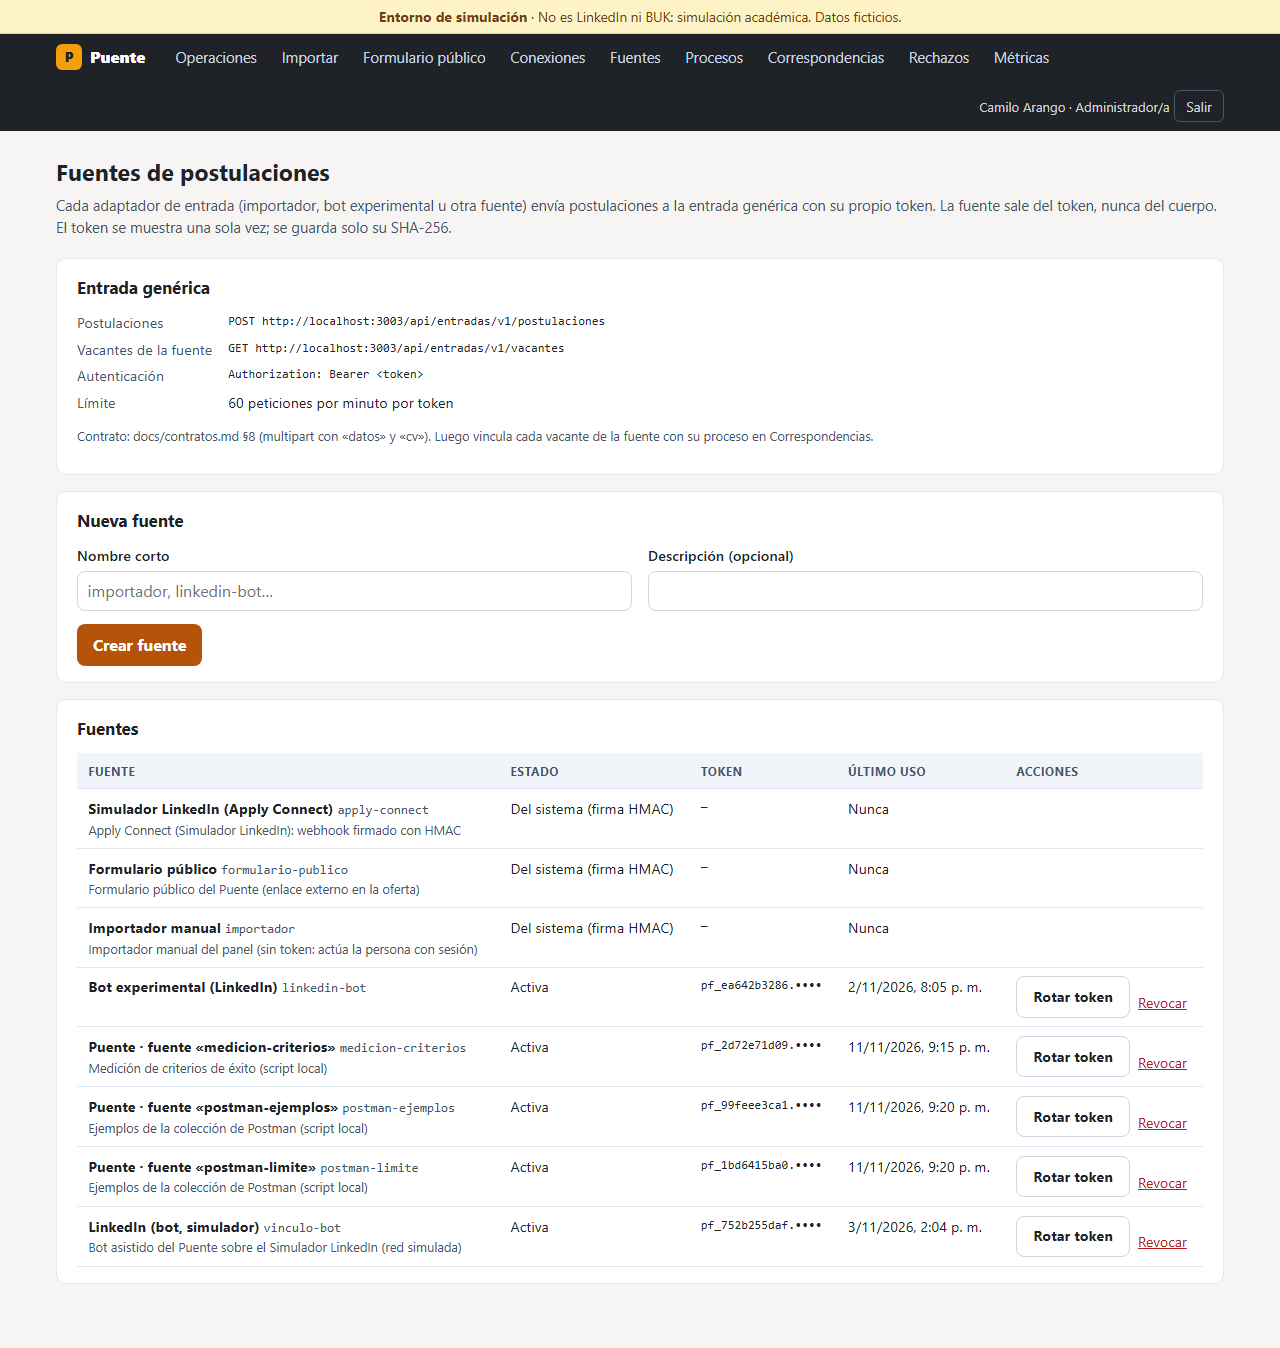 Entorno de simulación · No es LinkedIn ni BUK: simulación académica. Datos ficticios.
P Puente Operaciones Importar Formulario público Conexiones Fuentes Procesos Correspondencias Rechazos Métricas
Camilo Arango · Administrador/a Salir
Fuentes de postulaciones
Cada adaptador de entrada (importador, bot experimental u otra fuente) envía postulaciones a la entrada genérica con su propio token. La fuente sale del token, nunca del cuerpo.
El token se muestra una sola vez; se guarda solo su SHA-256.
Entrada genérica
Postulaciones POST http://localhost:3003/api/entradas/v1/postulaciones
Vacantes de la fuente GET http://localhost:3003/api/entradas/v1/vacantes
Autenticación Authorization: Bearer <token>
Límite 60 peticiones por minuto por token
Contrato: docs/contratos.md §8 (multipart con «datos» y «cv»). Luego vincula cada vacante de la fuente con su proceso en Correspondencias.
Nueva fuente
Nombre corto Descripción (opcional)
importador, linkedin-bot...
Crear fuente
Fuentes
FUENTE ESTADO TOKEN ÚLTIMO USO ACCIONES
Simulador LinkedIn (Apply Connect) apply-connect Del sistema (firma HMAC) – Nunca
Apply Connect (Simulador LinkedIn): webhook firmado con HMAC
Formulario público formulario-publico Del sistema (firma HMAC) – Nunca
Formulario público del Puente (enlace externo en la oferta)
Importador manual importador Del sistema (firma HMAC) – Nunca
Importador manual del panel (sin token: actúa la persona con sesión)
Bot experimental (LinkedIn) linkedin-bot Activa pf_ea642b3286.•••• 2/11/2026, 8:05 p. m. Rotar token Revocar
Puente · fuente «medicion-criterios» medicion-criterios Activa pf_2d72e71d09.•••• 11/11/2026, 9:15 p. m. Rotar token Revocar
Medición de criterios de éxito (script local)
Puente · fuente «postman-ejemplos» postman-ejemplos Activa pf_99feee3ca1.•••• 11/11/2026, 9:20 p. m. Rotar token Revocar
Ejemplos de la colección de Postman (script local)
Puente · fuente «postman-limite» postman-limite Activa pf_1bd6415ba0.•••• 11/11/2026, 9:20 p. m. Rotar token Revocar
Ejemplos de la colección de Postman (script local)
LinkedIn (bot, simulador) vinculo-bot Activa pf_752b255daf.•••• 3/11/2026, 2:04 p. m. Rotar token Revocar
Bot asistido del Puente sobre el Simulador LinkedIn (red simulada)